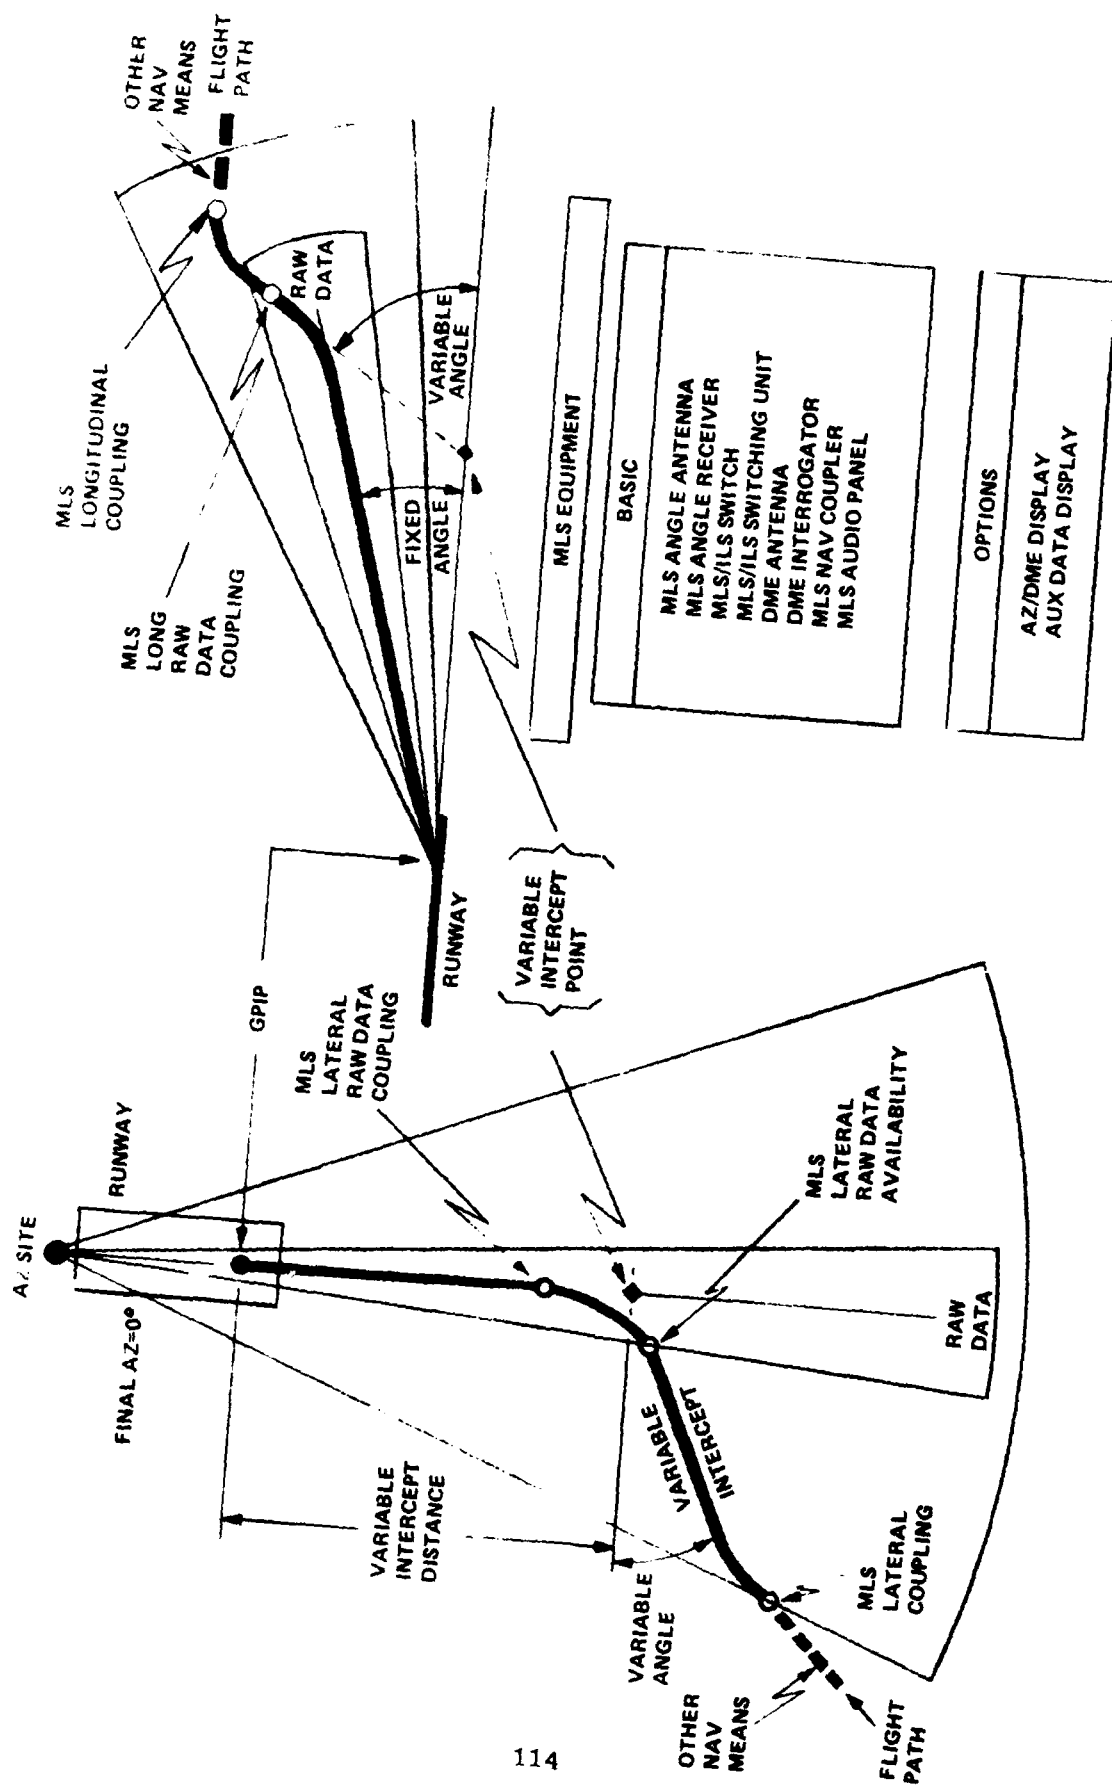 AZ SITE
RUNWAY
FINAL AZ=0°
GPIP
MLS
LATERAL
RAW DATA
COUPLING
VARIABLE
INTERCEPT
DISTANCE
VARIABLE
INTERCEPT
POINT
VARIABLE
ANGLE
VARIABLE
INTERCEPT
MLS
LATERAL
RAW DATA
AVAILABILITY
RAW
DATA
MLS
LATERAL
COUPLING
OTHER
NAV
MEANS
FLIGHT
PATH
OTHER
NAV
MEANS
FLIGHT
PATH
MLS
LONGITUDINAL
COUPLING
MLS
LONG
RAW
DATA
COUPLING
RAW
DATA
VARIABLE
ANGLE
FIXED
ANGLE
RUNWAY
MLS EQUIPMENT
BASIC
MLS ANGLE ANTENNA
MLS ANGLE RECEIVER
MLS/ILS SWITCH
MLS/ILS SWITCHING UNIT
DME ANTENNA
DME INTERROGATOR
MLS NAV COUPLER
MLS AUDIO PANEL
OPTIONS
AZ/DME DISPLAY
AUX DATA DISPLAY
114